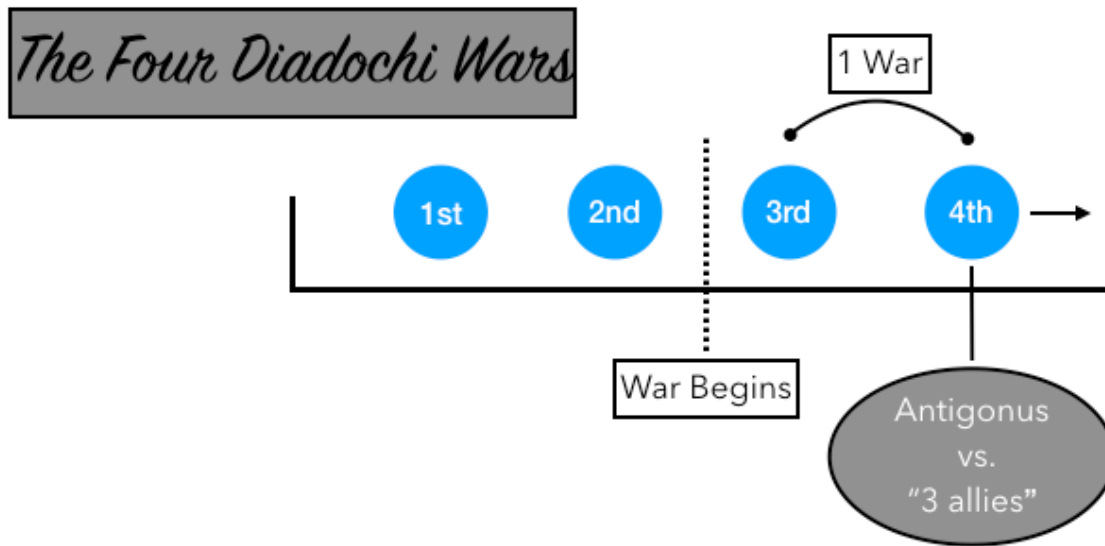 The Four Diadochi Wars
1 War
1st
2nd
3rd
4th
War Begins
Antigonus
vs.
“3 allies”